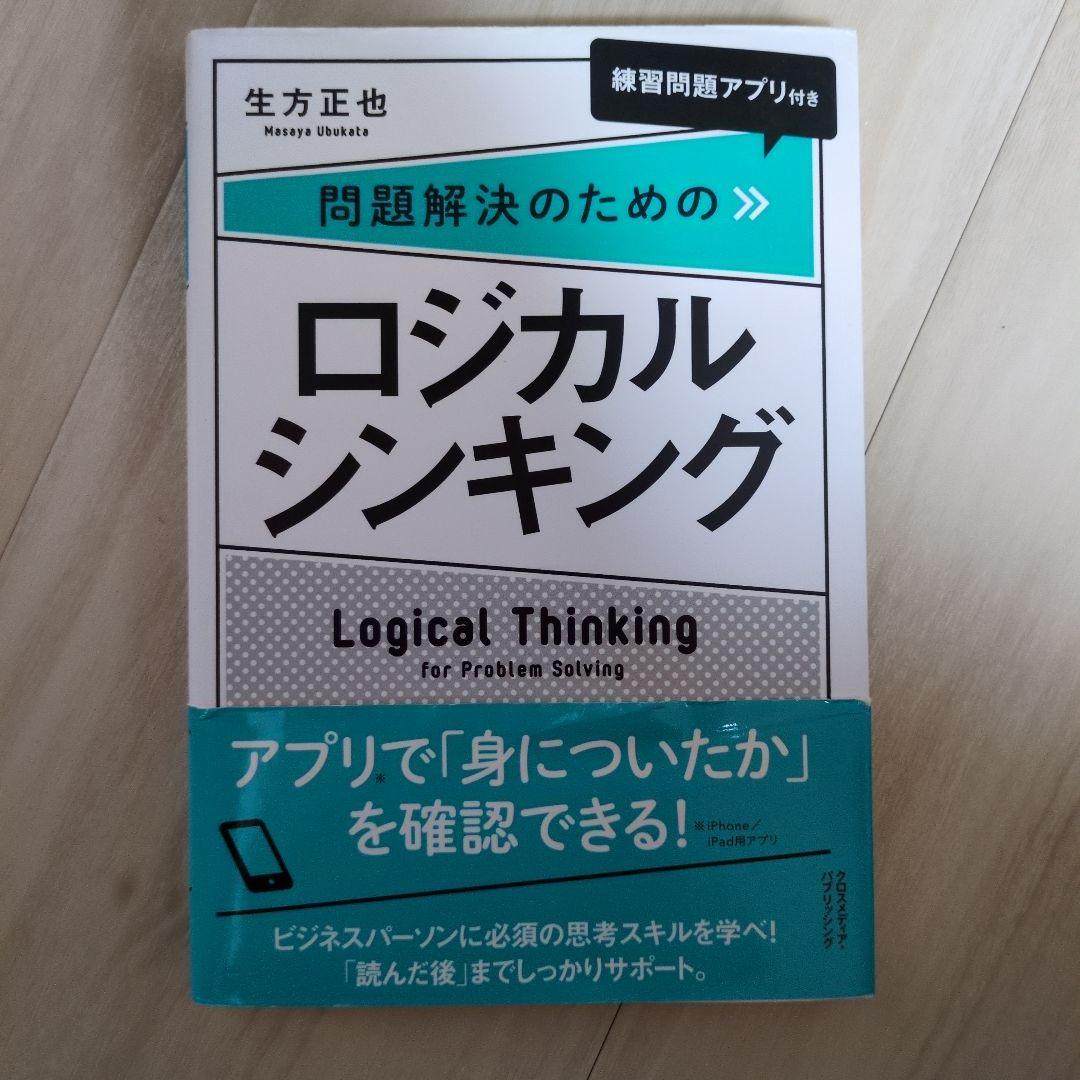 練習問題アプリ付き
生方正也
Masaya Ubukata
問題解決のための
ロジカル
シンキング
Logical Thinking
for Problem Solving
アプリ※で「身についたか」
を確認できる!
※iPhone/
iPad用アプリ
クロスメディア・
パブリッシング
ビジネスパーソンに必須の思考スキルを学べ!
「読んだ後」までしっかりサポート。